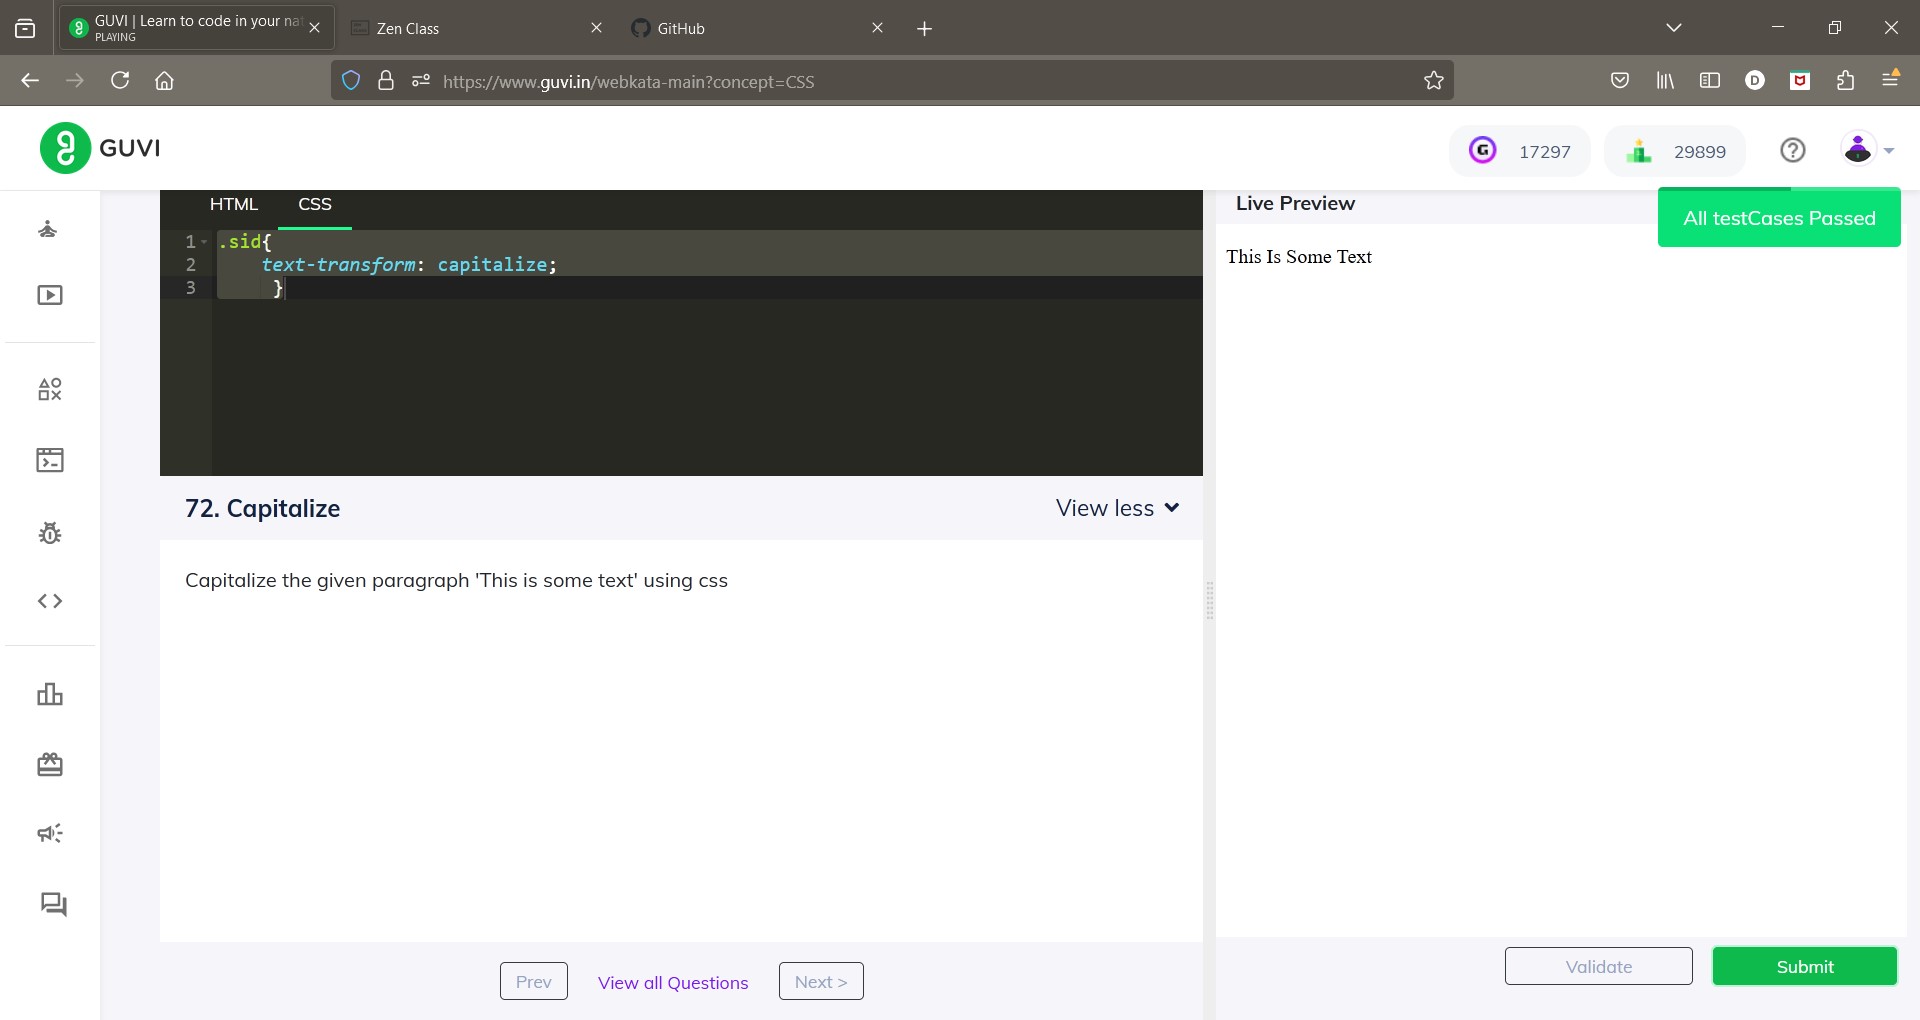 GUVI | Learn to code in your nat
PLAYING
Zen Class
GitHub
https://www.guvi.in/webkata-main?concept=CSS
D
GUVI
G
17297
29899
HTML
CSS
Live Preview
All testCases Passed
1
.sid{
2
text-transform: capitalize;
3
}
This Is Some Text
72. Capitalize
View less
Capitalize the given paragraph 'This is some text' using css
Prev
View all Questions
Next >
Validate
Submit